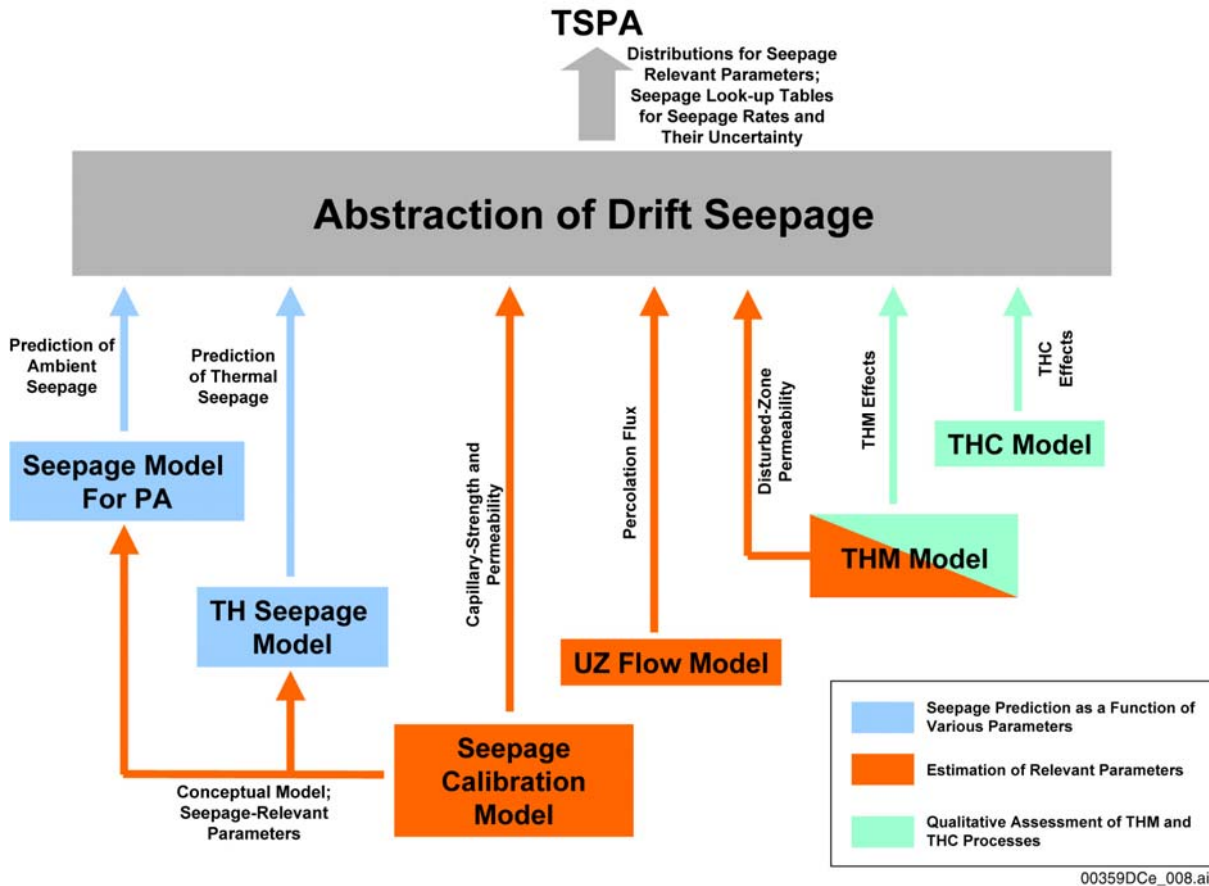 TSPA
Distributions for Seepage
Relevant Parameters;
Seepage Look-up Tables
for Seepage Rates and
Their Uncertainty
Abstraction of Drift Seepage
Prediction of
Ambient
Seepage
Prediction
of Thermal
Seepage
Capillary-Strength and
Permeability
Percolation Flux
Disturbed-Zone
Permeability
THM Effects
THC
Effects
Seepage Model
For PA
THC Model
THM Model
TH Seepage
Model
UZ Flow Model
Seepage
Calibration
Model
Conceptual Model;
Seepage-Relevant
Parameters
Seepage Prediction as a Function of
Various Parameters
Estimation of Relevant Parameters
Qualitative Assessment of THM and
THC Processes
00359DCe_008.ai